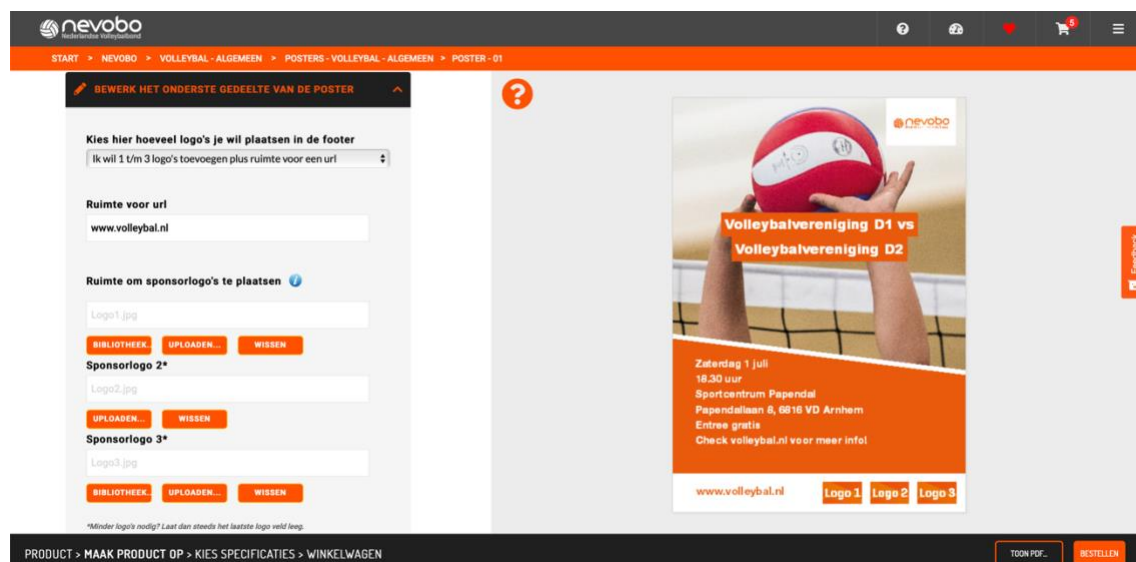 nevobo
Nederlandse Volleybalbond
5
START > NEVOBO > VOLLEYBAL - ALGEMEEN > POSTERS - VOLLEYBAL - ALGEMEEN > POSTER - 01
BEWERK HET ONDERSTE GEDEELTE VAN DE POSTER
Kies hier hoeveel logo's je wil plaatsen in de footer
Ik wil 1 t/m 3 logo's toevoegen plus ruimte voor een url
Ruimte voor url
www.volleybal.nl
Ruimte om sponsorlogo's te plaatsen
Logo1.jpg
BIBLIOTHEEK.. UPLOADEN... WISSEN
Sponsorlogo 2*
Logo2.jpg
UPLOADEN... WISSEN
Sponsorlogo 3*
Logo3.jpg
BIBLIOTHEEK.. UPLOADEN... WISSEN
*Minder logo's nodig? Laat dan steeds het laatste logo veld leeg.
?
nevobo
Volleybalvereniging D1 vs
Volleybalvereniging D2
Zaterdag 1 juli
18.30 uur
Sportcentrum Papendal
Papendallaan 8, 6816 VD Arnhem
Entree gratis
Check volleybal.nl voor meer info!
www.volleybal.nl Logo 1 Logo 2 Logo 3
Feedback
PRODUCT > MAAK PRODUCT OP > KIES SPECIFICATIES > WINKELWAGEN
TOON PDF... BESTELLEN